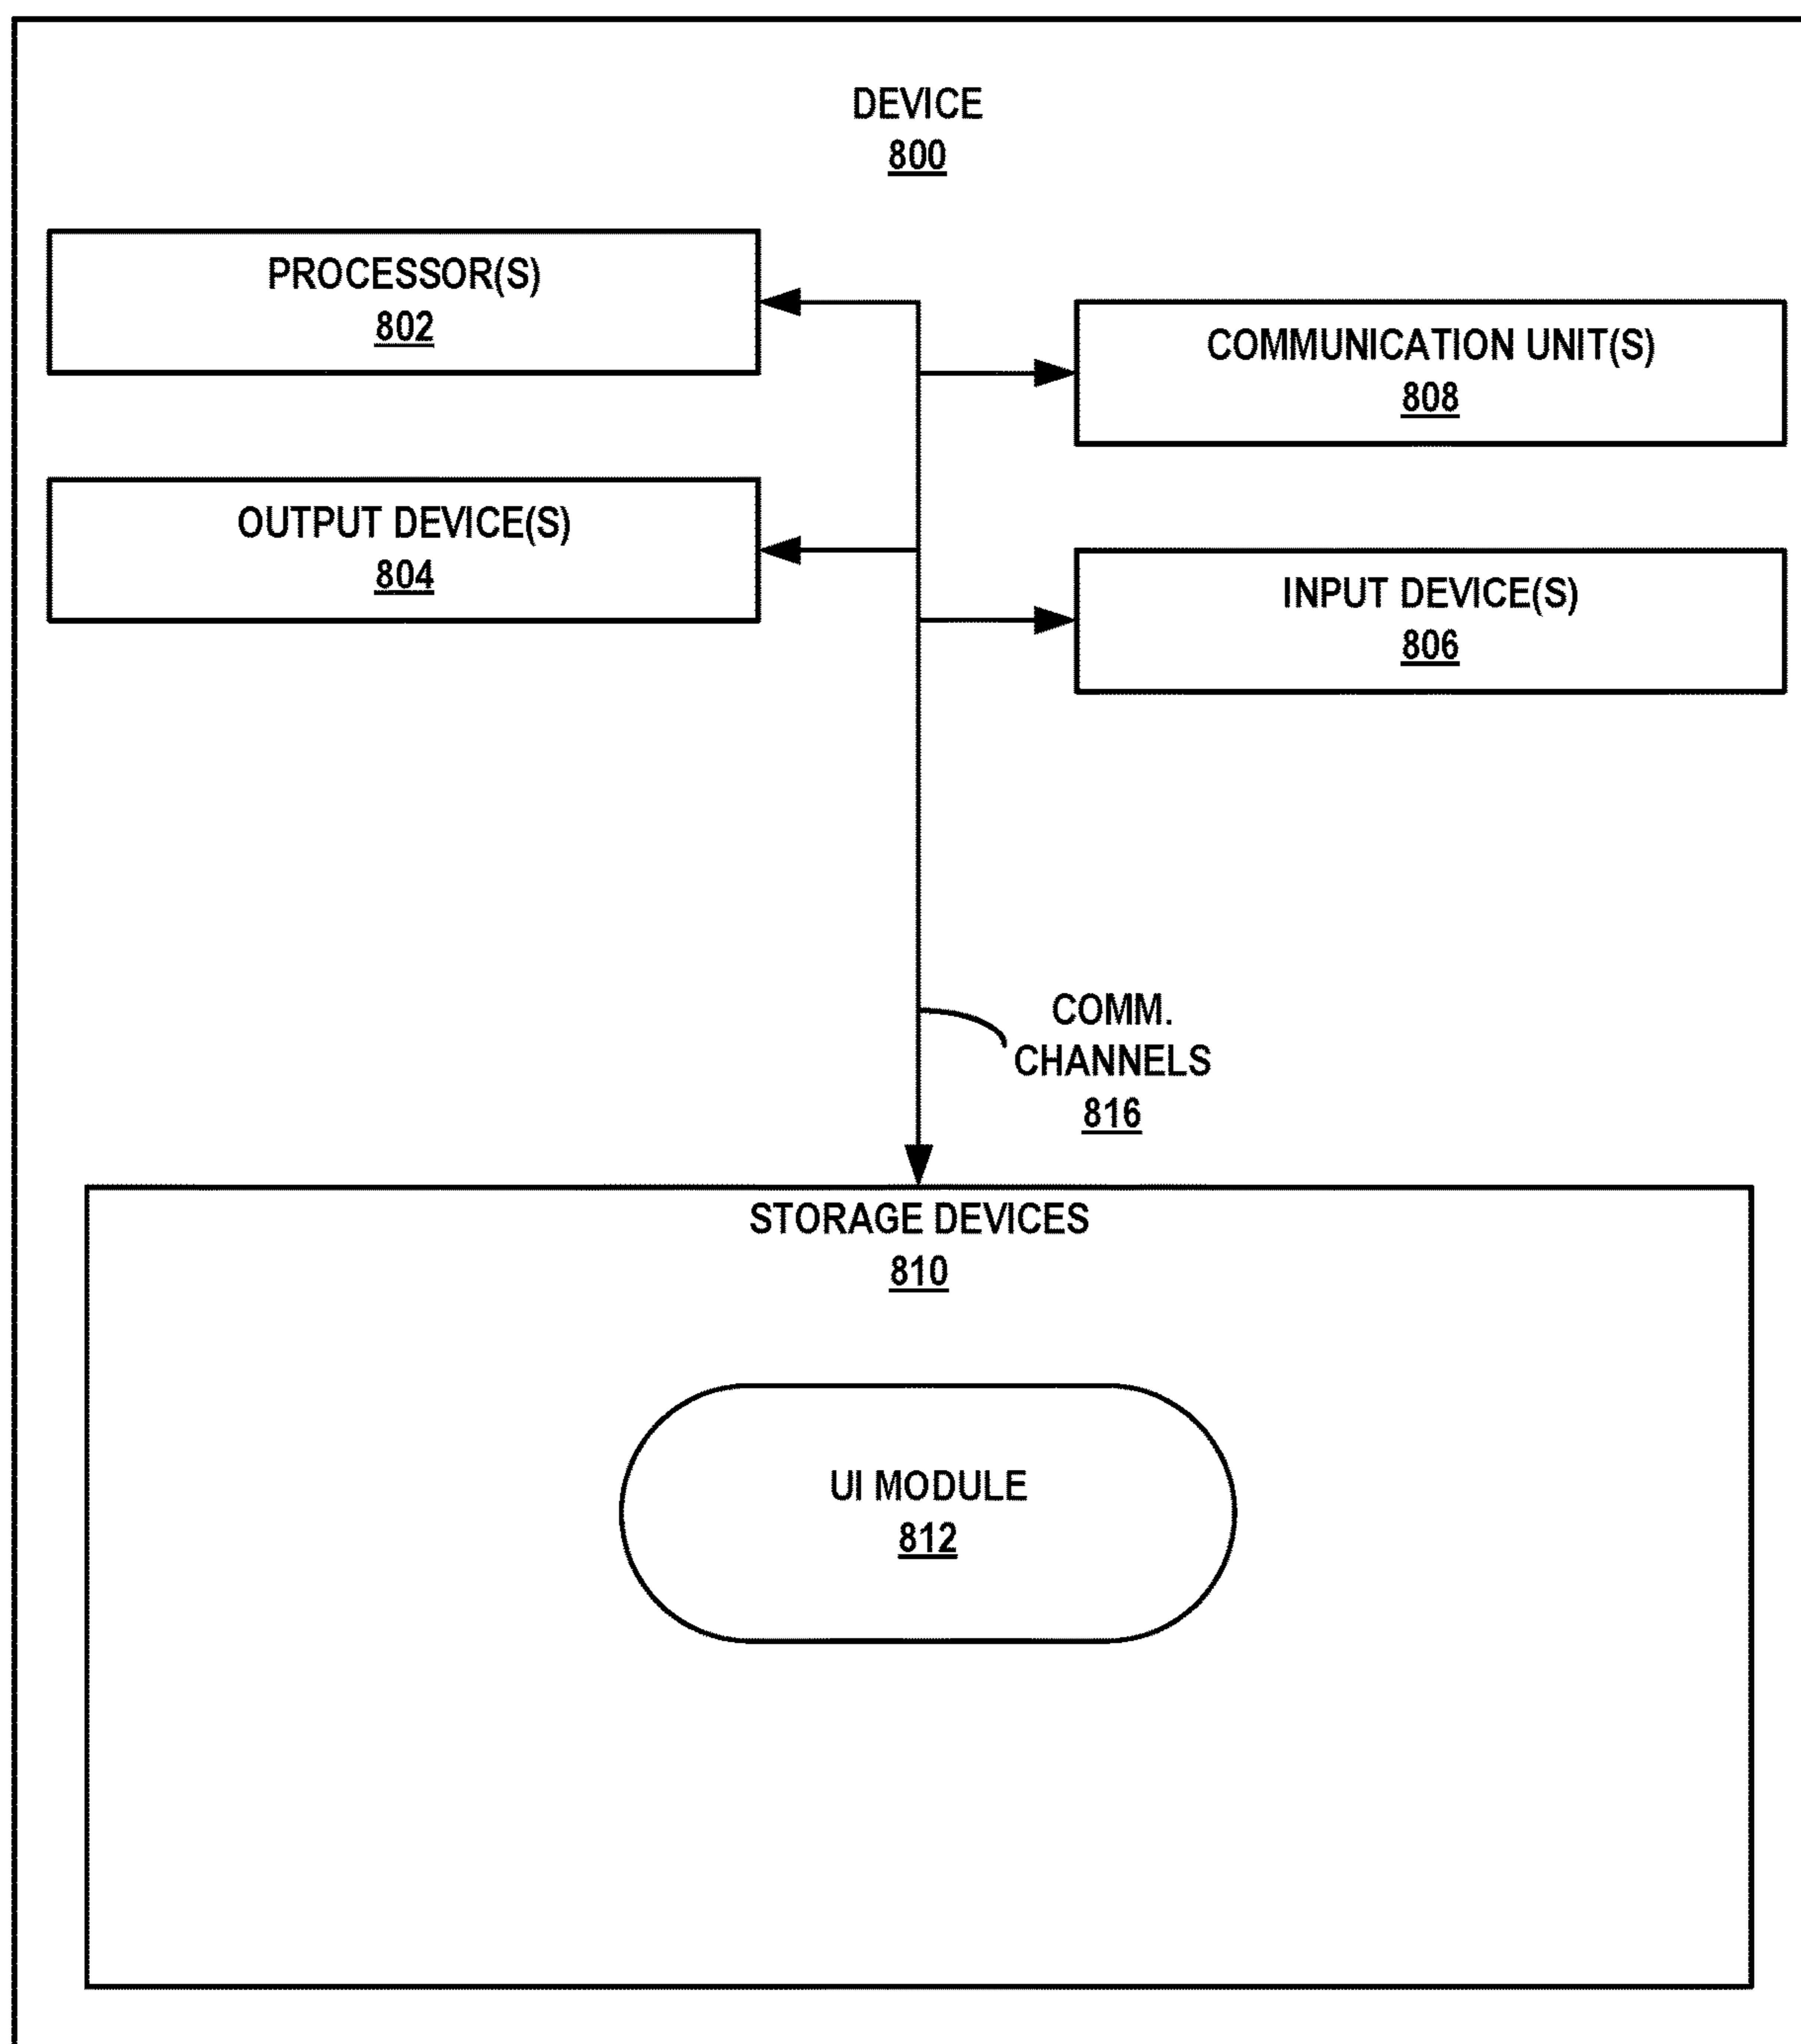 DEVICE
800
PROCESSOR(S)
802
COMMUNICATION UNIT(S)
808
OUTPUT DEVICE(S)
804
INPUT DEVICE(S)
806
COMM.
CHANNELS
816
STORAGE DEVICES
810
UI MODULE
812